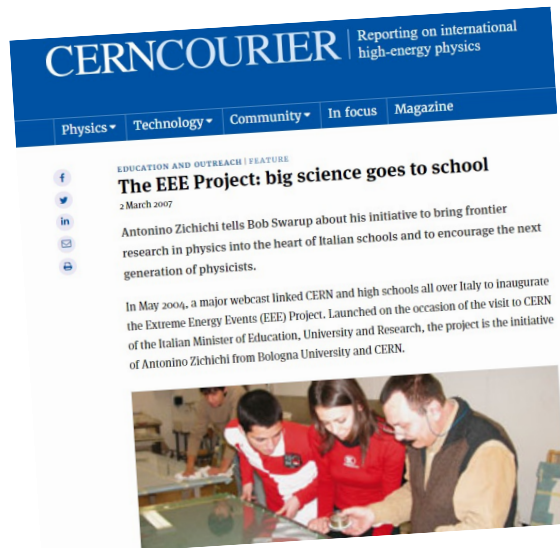 CERNCOURIER
Reporting on international
high-energy physics
Physics
Technology
Community
In focus
Magazine
EDUCATION AND OUTREACH | FEATURE
The EEE Project: big science goes to school
2 March 2007
Antonino Zichichi tells Bob Swarup about his initiative to bring frontier
research in physics into the heart of Italian schools and to encourage the next
generation of physicists.
In May 2004, a major webcast linked CERN and high schools all over Italy to inaugurate
the Extreme Energy Events (EEE) Project. Launched on the occasion of the visit to CERN
of the Italian Minister of Education, University and Research, the project is the initiative
of Antonino Zichichi from Bologna University and CERN.